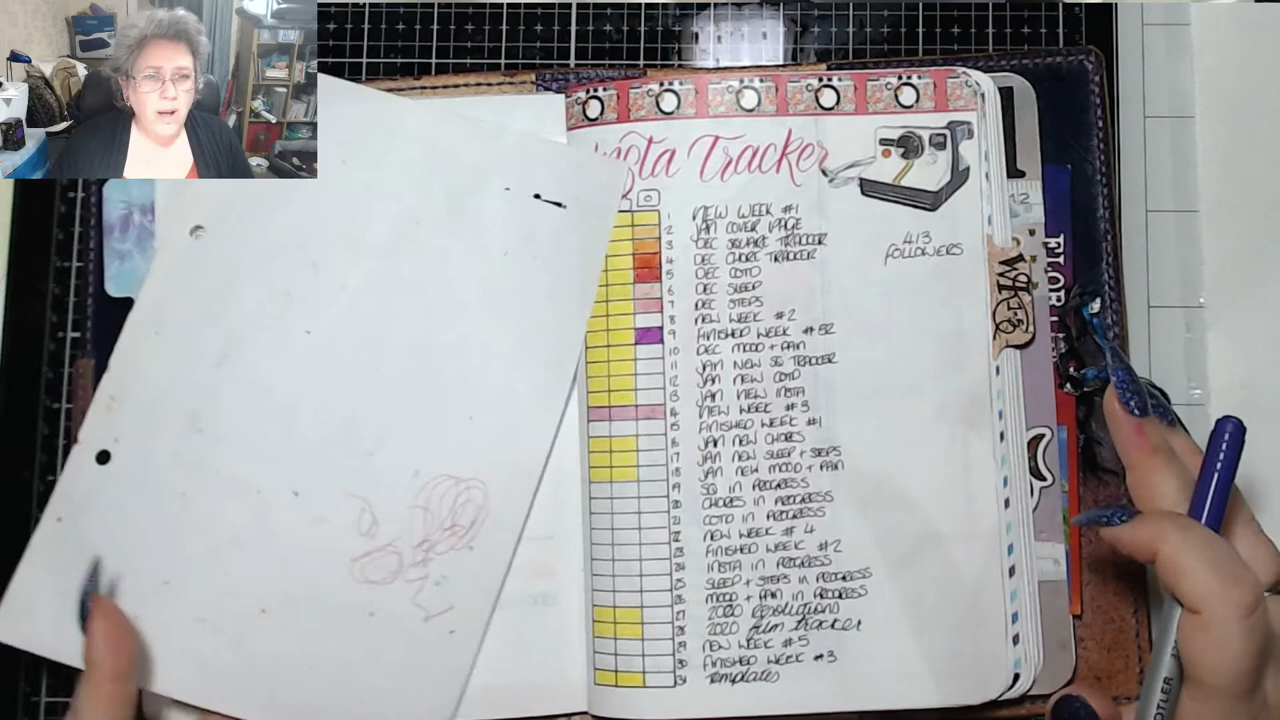 Insta Tracker
413
FOLLOWERS
1 NEW WEEK #1
2 JAN COVER PAGE
3 DEC SQUARE TRACKER
4 DEC CHORE TRACKER
5 DEC COTD
6 DEC SLEEP
7 DEC STEPS
8 NEW WEEK #2
9 FINISHED WEEK #52
10 DEC MOOD + PAIN
11 JAN NEW SQ TRACKER
12 JAN NEW COTD
13 JAN NEW INSTA
14 NEW WEEK #3
15 FINISHED WEEK #1
16 JAN NEW CHORES
17 JAN NEW SLEEP + STEPS
18 JAN NEW MOOD + PAIN
19 SQ IN PROGRESS
20 CHORES IN PROGRESS
21 COTD IN PROGRESS
22 NEW WEEK #4
23 FINISHED WEEK #2
24 INSTA IN PROGRESS
25 SLEEP + STEPS IN PROGRESS
26 MOOD + PAIN IN PROGRESS
27 2020 Resolutions
28 2020 film tracker
29 NEW WEEK #5
30 FINISHED WEEK #3
31 Templates
WK 1-5
12
FLOR
TLER